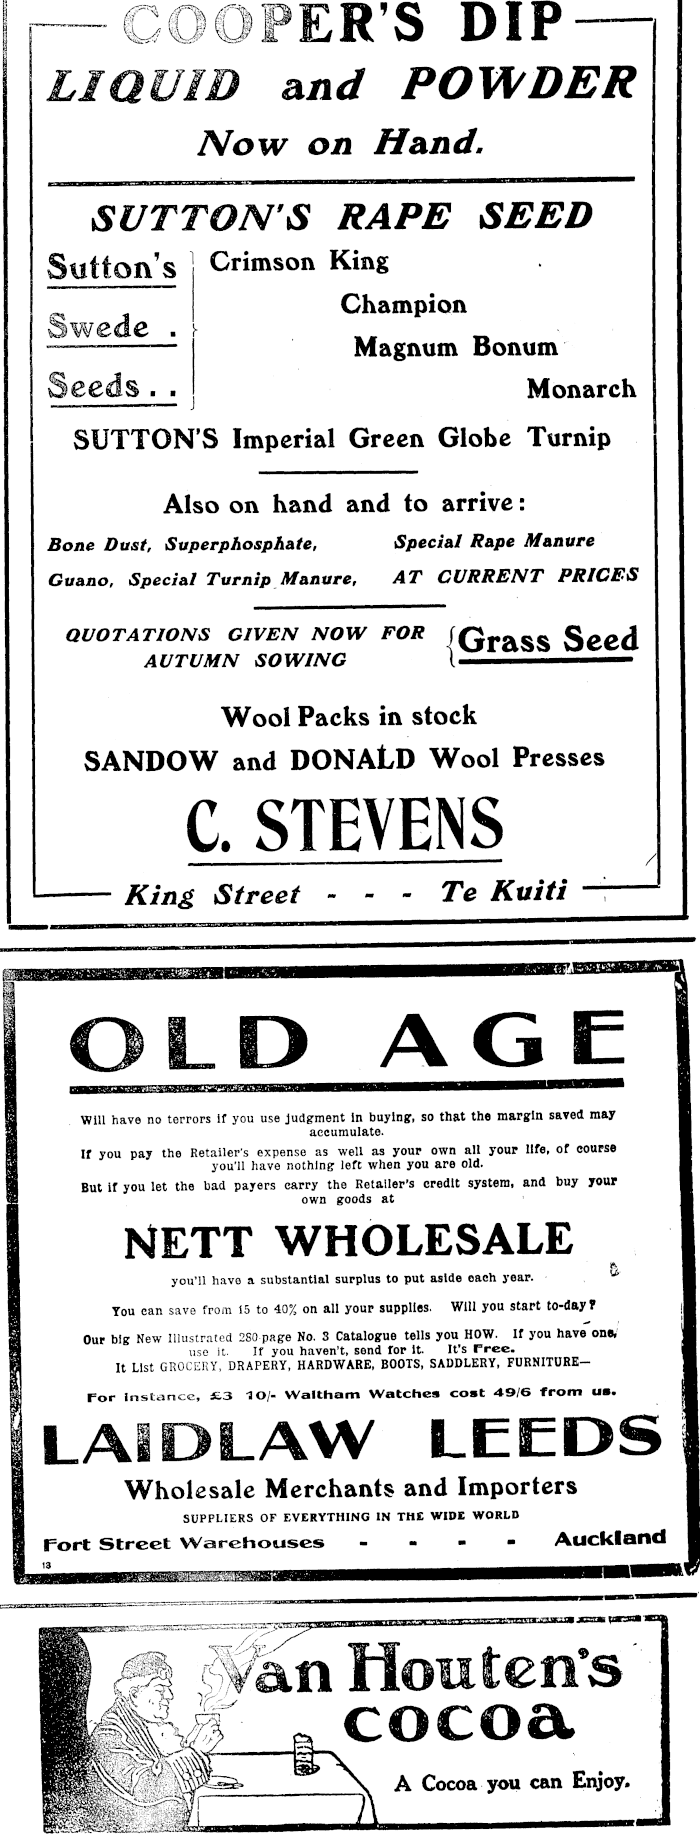 COOPER'S DIP
LIQUID and POWDER
Now on Hand.
SUTTON'S RAPE SEED
Sutton's
Swede .
Seeds . .
Crimson King
Champion
Magnum Bonum
Monarch
SUTTON'S Imperial Green Globe Turnip
Also on hand and to arrive:
Bone Dust, Superphosphate, Special Rape Manure
Guano, Special Turnip Manure, AT CURRENT PRICES
QUOTATIONS GIVEN NOW FOR
AUTUMN SOWING
Grass Seed
Wool Packs in stock
SANDOW and DONALD Wool Presses
C. STEVENS
King Street - - - Te Kuiti
OLD AGE
Will have no terrors if you use judgment in buying, so that the margin saved may
accumulate.
If you pay the Retailer's expense as well as your own all your life, of course
you'll have nothing left when you are old.
But if you let the bad payers carry the Retailer's credit system, and buy your
own goods at
NETT WHOLESALE
you'll have a substantial surplus to put aside each year.
You can save from 15 to 40% on all your supplies. Will you start to-day?
Our big New Illustrated 280-page No. 3 Catalogue tells you HOW. If you have one,
use it. If you haven't, send for it. It's Free.
It List GROCERY, DRAPERY, HARDWARE, BOOTS, SADDLERY, FURNITURE—
For instance, £3 10/- Waltham Watches cost 49/6 from us.
LAIDLAW LEEDS
Wholesale Merchants and Importers
SUPPLIERS OF EVERYTHING IN THE WIDE WORLD
Fort Street Warehouses - - - - Auckland
13
Van Houten's
cocoa
A Cocoa you can Enjoy.